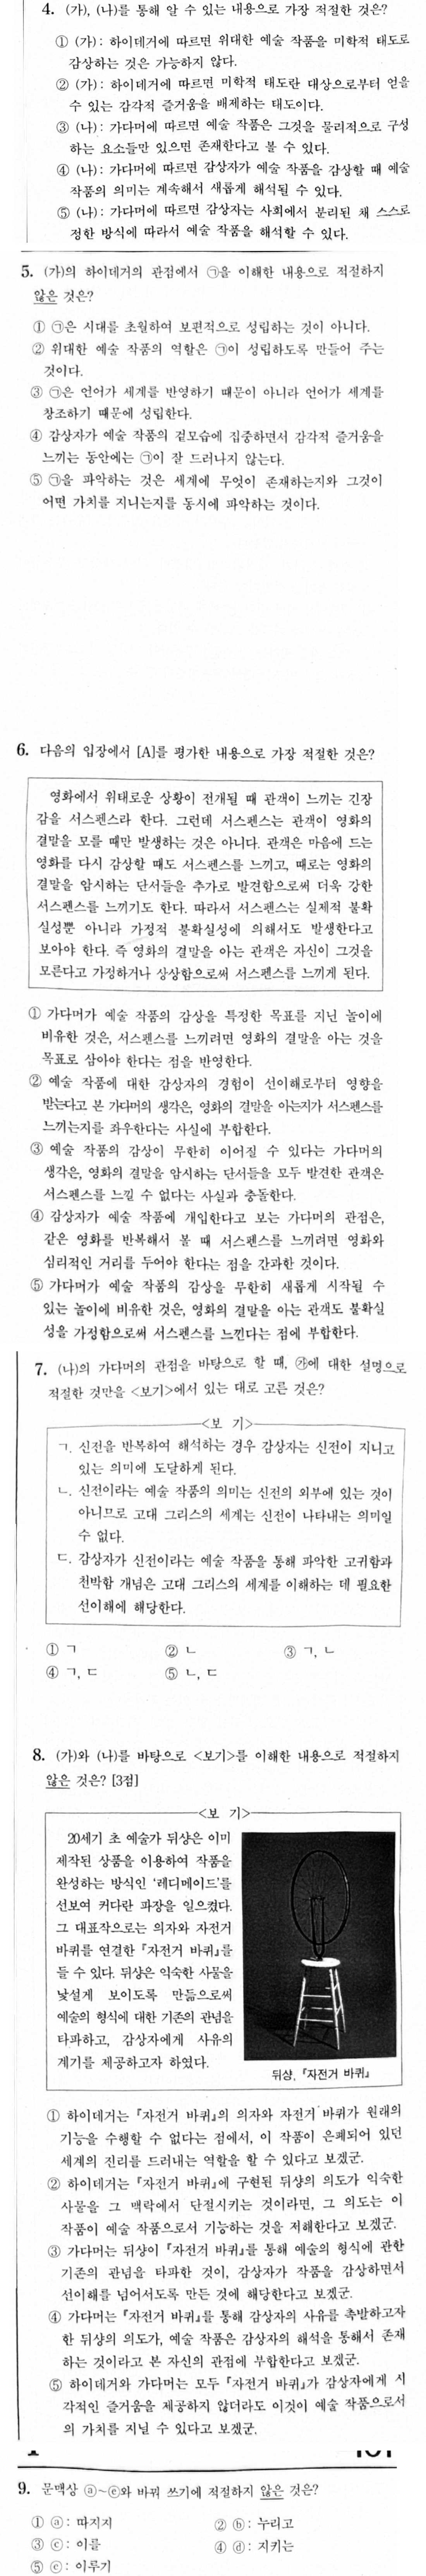 4. (가), (나)를 통해 알 수 있는 내용으로 가장 적절한 것은?
① (가): 하이데거에 따르면 위대한 예술 작품을 미학적 태도로
감상하는 것은 가능하지 않다.
② (가): 하이데거에 따르면 미학적 태도란 대상으로부터 얻을
수 있는 감각적 즐거움을 배제하는 태도이다.
③ (나): 가다머에 따르면 예술 작품은 그것을 물리적으로 구성
하는 요소들만 있으면 존재한다고 볼 수 있다.
④ (나): 가다머에 따르면 감상자가 예술 작품을 감상할 때 예술
작품의 의미는 계속해서 새롭게 해석될 수 있다.
⑤ (나): 가다머에 따르면 감상자는 사회에서 분리된 채 스스로
정한 방식에 따라서 예술 작품을 해석할 수 있다.
5. (가)의 하이데거의 관점에서 ㉠을 이해한 내용으로 적절하지
않은 것은?
① ㉠은 시대를 초월하여 보편적으로 성립하는 것이 아니다.
② 위대한 예술 작품의 역할은 ㉠이 성립하도록 만들어 주는
것이다.
③ ㉠은 언어가 세계를 반영하기 때문이 아니라 언어가 세계를
창조하기 때문에 성립한다.
④ 감상자가 예술 작품의 겉모습에 집중하면서 감각적 즐거움을
느끼는 동안에는 ㉠이 잘 드러나지 않는다.
⑤ ㉠을 파악하는 것은 세계에 무엇이 존재하는지와 그것이
어떤 가치를 지니는지를 동시에 파악하는 것이다.
6. 다음의 입장에서 [A]를 평가한 내용으로 가장 적절한 것은?
영화에서 위태로운 상황이 전개될 때 관객이 느끼는 긴장
감을 서스펜스라 한다. 그런데 서스펜스는 관객이 영화의
결말을 모를 때만 발생하는 것은 아니다. 관객은 마음에 드는
영화를 다시 감상할 때도 서스펜스를 느끼고, 때로는 영화의
결말을 암시하는 단서들을 추가로 발견함으로써 더욱 강한
서스펜스를 느끼기도 한다. 따라서 서스펜스는 실제적 불확
실성뿐 아니라 가정적 불확실성에 의해서도 발생한다고
보아야 한다. 즉 영화의 결말을 아는 관객은 자신이 그것을
모른다고 가정하거나 상상함으로써 서스펜스를 느끼게 된다.
① 가다머가 예술 작품의 감상을 특정한 목표를 지닌 놀이에
비유한 것은, 서스펜스를 느끼려면 영화의 결말을 아는 것을
목표로 삼아야 한다는 점을 반영한다.
② 예술 작품에 대한 감상자의 경험이 선이해로부터 영향을
받는다고 본 가다머의 생각은, 영화의 결말을 아는지가 서스펜스를
느끼는지를 좌우한다는 사실에 부합한다.
③ 예술 작품의 감상이 무한히 이어질 수 있다는 가다머의
생각은, 영화의 결말을 암시하는 단서들을 모두 발견한 관객은
서스펜스를 느낄 수 없다는 사실과 충돌한다.
④ 감상자가 예술 작품에 개입한다고 보는 가다머의 관점은,
같은 영화를 반복해서 볼 때 서스펜스를 느끼려면 영화와
심리적인 거리를 두어야 한다는 점을 간과한 것이다.
⑤ 가다머가 예술 작품의 감상을 무한히 새롭게 시작될 수
있는 놀이에 비유한 것은, 영화의 결말을 아는 관객도 불확실
성을 가정함으로써 서스펜스를 느낀다는 점에 부합한다.
7. (나)의 가다머의 관점을 바탕으로 할 때, ㉮에 대한 설명으로
적절한 것만을 <보기>에서 있는 대로 고른 것은?
<보 기>
ㄱ. 신전을 반복하여 해석하는 경우 감상자는 신전이 지니고
있는 의미에 도달하게 된다.
ㄴ. 신전이라는 예술 작품의 의미는 신전의 외부에 있는 것이
아니므로 고대 그리스의 세계는 신전이 나타내는 의미일
수 없다.
ㄷ. 감상자가 신전이라는 예술 작품을 통해 파악한 고귀함과
천박함 개념은 고대 그리스의 세계를 이해하는 데 필요한
선이해에 해당한다.
① ㄱ ② ㄴ ③ ㄱ, ㄴ
④ ㄱ, ㄷ ⑤ ㄴ, ㄷ
8. (가)와 (나)를 바탕으로 <보기>를 이해한 내용으로 적절하지
않은 것은? [3점]
<보 기>
20세기 초 예술가 뒤샹은 이미
제작된 상품을 이용하여 작품을
완성하는 방식인 '레디메이드'를
선보여 커다란 파장을 일으켰다.
그 대표작으로는 의자와 자전거
바퀴를 연결한 『자전거 바퀴』를
들 수 있다. 뒤샹은 익숙한 사물을
낯설게 보이도록 만듦으로써
예술의 형식에 대한 기존의 관념을
타파하고, 감상자에게 사유의
계기를 제공하고자 하였다.
뒤샹, 『자전거 바퀴』
① 하이데거는 『자전거 바퀴』의 의자와 자전거 바퀴가 원래의
기능을 수행할 수 없다는 점에서, 이 작품이 은폐되어 있던
세계의 진리를 드러내는 역할을 할 수 있다고 보겠군.
② 하이데거는 『자전거 바퀴』에 구현된 뒤샹의 의도가 익숙한
사물을 그 맥락에서 단절시키는 것이라면, 그 의도는 이
작품이 예술 작품으로서 기능하는 것을 저해한다고 보겠군.
③ 가다머는 뒤샹이 『자전거 바퀴』를 통해 예술의 형식에 관한
기존의 관념을 타파한 것이, 감상자가 작품을 감상하면서
선이해를 넘어서도록 만든 것에 해당한다고 보겠군.
④ 가다머는 『자전거 바퀴』를 통해 감상자의 사유를 촉발하고자
한 뒤샹의 의도가, 예술 작품은 감상자의 해석을 통해서 존재
하는 것이라고 본 자신의 관점에 부합한다고 보겠군.
⑤ 하이데거와 가다머는 모두 『자전거 바퀴』가 감상자에게 시
각적인 즐거움을 제공하지 않더라도 이것이 예술 작품으로서
의 가치를 지닐 수 있다고 보겠군.
9. 문맥상 ⓐ~ⓔ와 바꿔 쓰기에 적절하지 않은 것은?
① ⓐ: 따지지 ② ⓑ: 누리고
③ ⓒ: 이를 ④ ⓓ: 지키는
⑤ ⓔ: 이루기